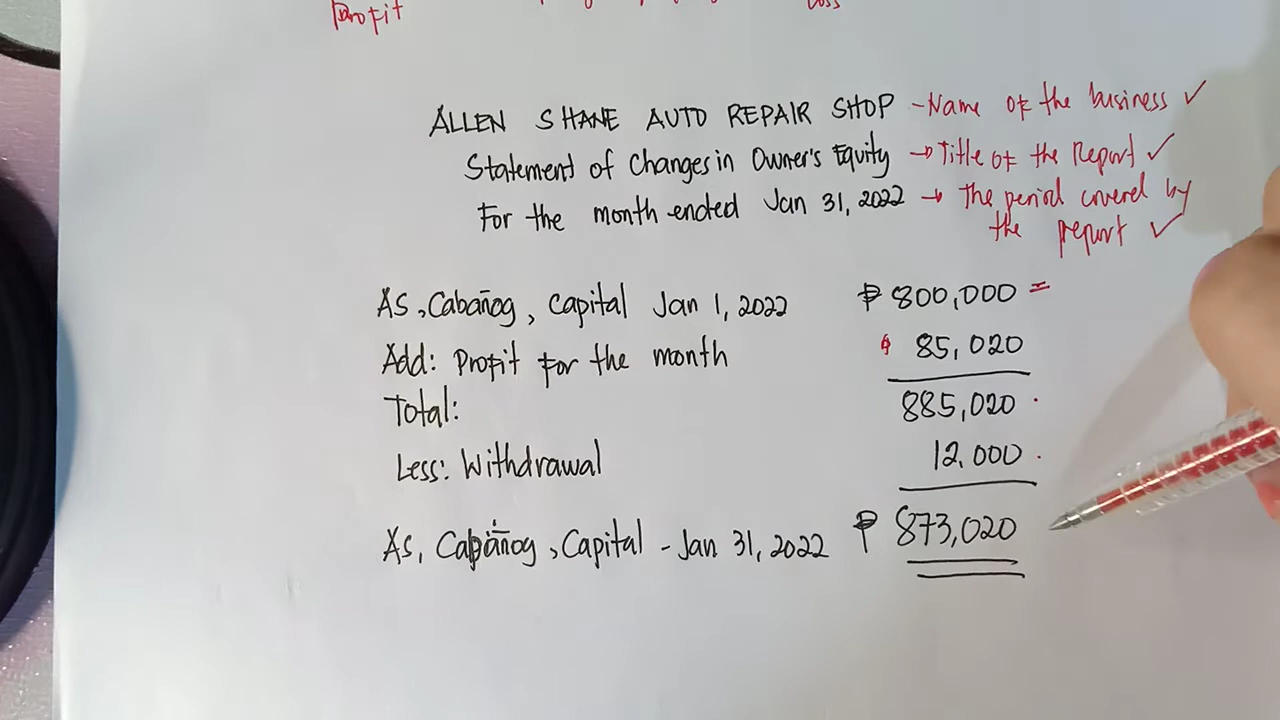 Profit loss
ALLEN SHANE AUTO REPAIR SHOP - Name of the business ✓
Statement of Changes in Owner's Equity → Title of the Report ✓
For the month ended Jan 31, 2022 → The period covered by
the report ✓
AS, Cabañog, Capital Jan 1, 2022 ₱ 800,000 =
Add: Profit for the month 85,020
Total: 885,020
Less: Withdrawal 12,000
AS, Cabañog, Capital - Jan 31, 2022 ₱ 873,020